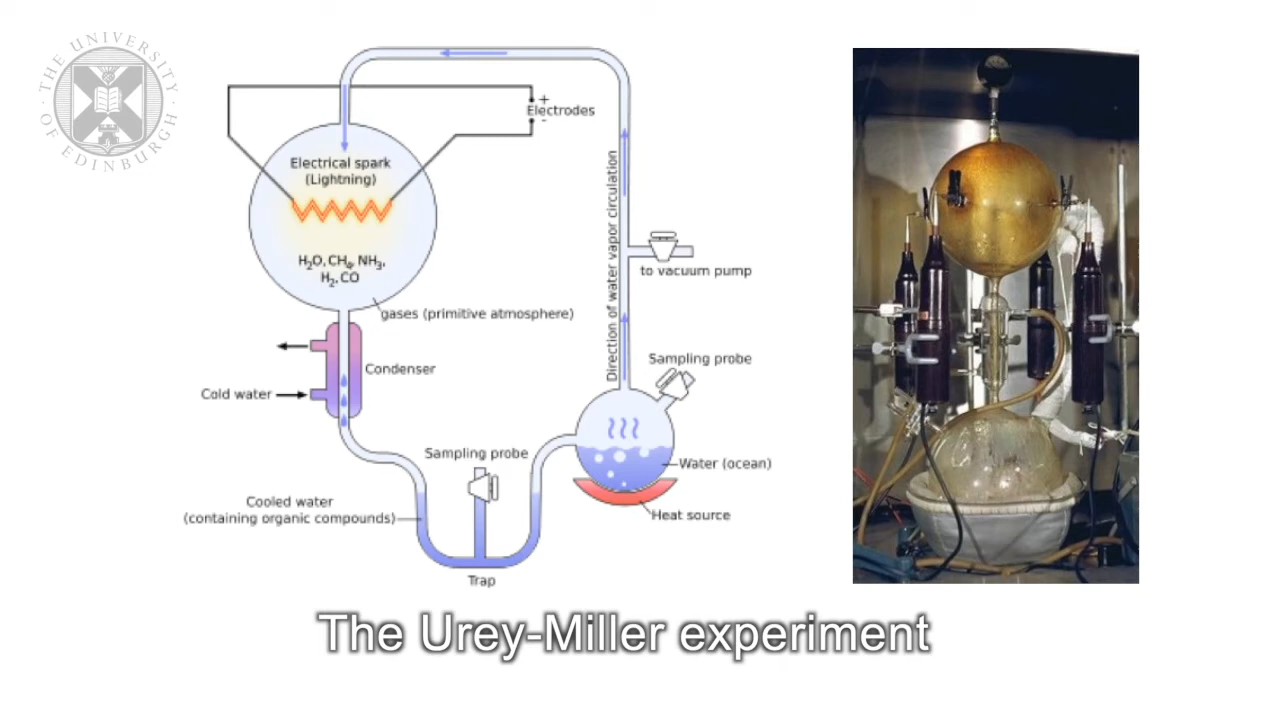 THE UNIVERSITY
OF EDINBURGH
+
Electrodes
-
Electrical spark
(Lightning)
H2O, CH4, NH3,
H2, CO
gases (primitive atmosphere)
Direction of water vapor circulation
to vacuum pump
Condenser
Cold water
Sampling probe
Sampling probe
Water (ocean)
Heat source
Cooled water
(containing organic compounds)
Trap
The Urey-Miller experiment